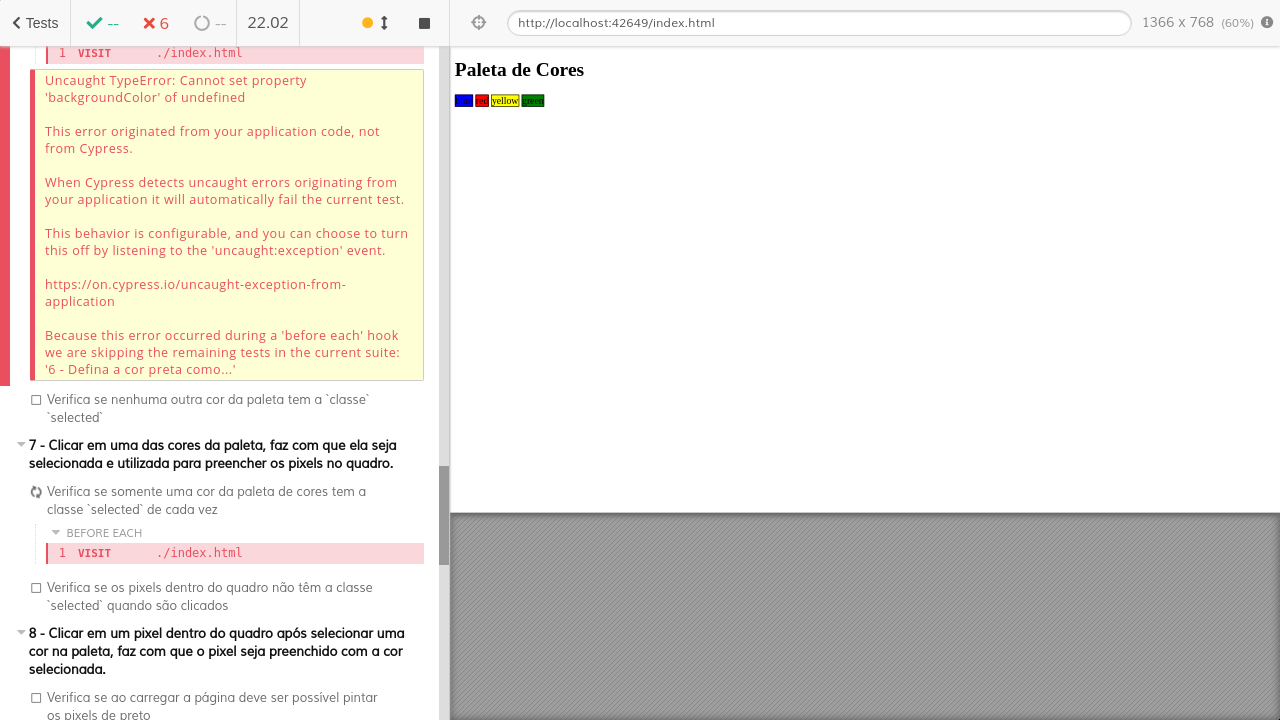 Tests
--
6
--
22.02
http://localhost:42649/index.html
1366 x 768 (60%)
1 VISIT ./index.html
Uncaught TypeError: Cannot set property
'backgroundColor' of undefined
This error originated from your application code, not
from Cypress.
When Cypress detects uncaught errors originating from
your application it will automatically fail the current test.
This behavior is configurable, and you can choose to turn
this off by listening to the 'uncaught:exception' event.
https://on.cypress.io/uncaught-exception-from-
application
Because this error occurred during a 'before each' hook
we are skipping the remaining tests in the current suite:
'6 - Defina a cor preta como...'
Verifica se nenhuma outra cor da paleta tem a `classe`
`selected`
7 - Clicar em uma das cores da paleta, faz com que ela seja
selecionada e utilizada para preencher os pixels no quadro.
Verifica se somente uma cor da paleta de cores tem a
classe `selected` de cada vez
BEFORE EACH
1 VISIT ./index.html
Verifica se os pixels dentro do quadro não têm a classe
`selected` quando são clicados
8 - Clicar em um pixel dentro do quadro após selecionar uma
cor na paleta, faz com que o pixel seja preenchido com a cor
selecionada.
Verifica se ao carregar a página deve ser possível pintar
os pixels de preto
Paleta de Cores
red yellow green